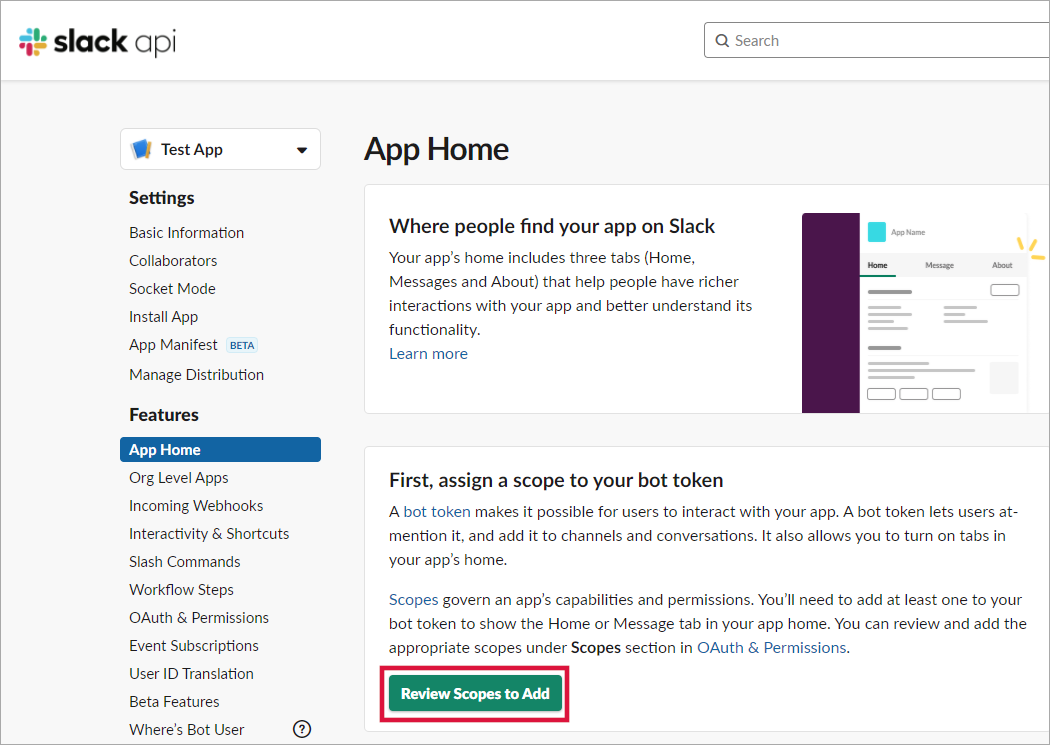 slack api
Search
Test App
Settings
Basic Information
Collaborators
Socket Mode
Install App
App Manifest BETA
Manage Distribution
Features
App Home
Org Level Apps
Incoming Webhooks
Interactivity & Shortcuts
Slash Commands
Workflow Steps
OAuth & Permissions
Event Subscriptions
User ID Translation
Beta Features
Where's Bot User
?
App Home
Where people find your app on Slack
Your app's home includes three tabs (Home,
Messages and About) that help people have richer
interactions with your app and better understand its
functionality.
Learn more
App Name
Home Message About
First, assign a scope to your bot token
A bot token makes it possible for users to interact with your app. A bot token lets users at-
mention it, and add it to channels and conversations. It also allows you to turn on tabs in
your app's home.
Scopes govern an app's capabilities and permissions. You'll need to add at least one to your
bot token to show the Home or Message tab in your app home. You can review and add the
appropriate scopes under Scopes section in OAuth & Permissions.
Review Scopes to Add